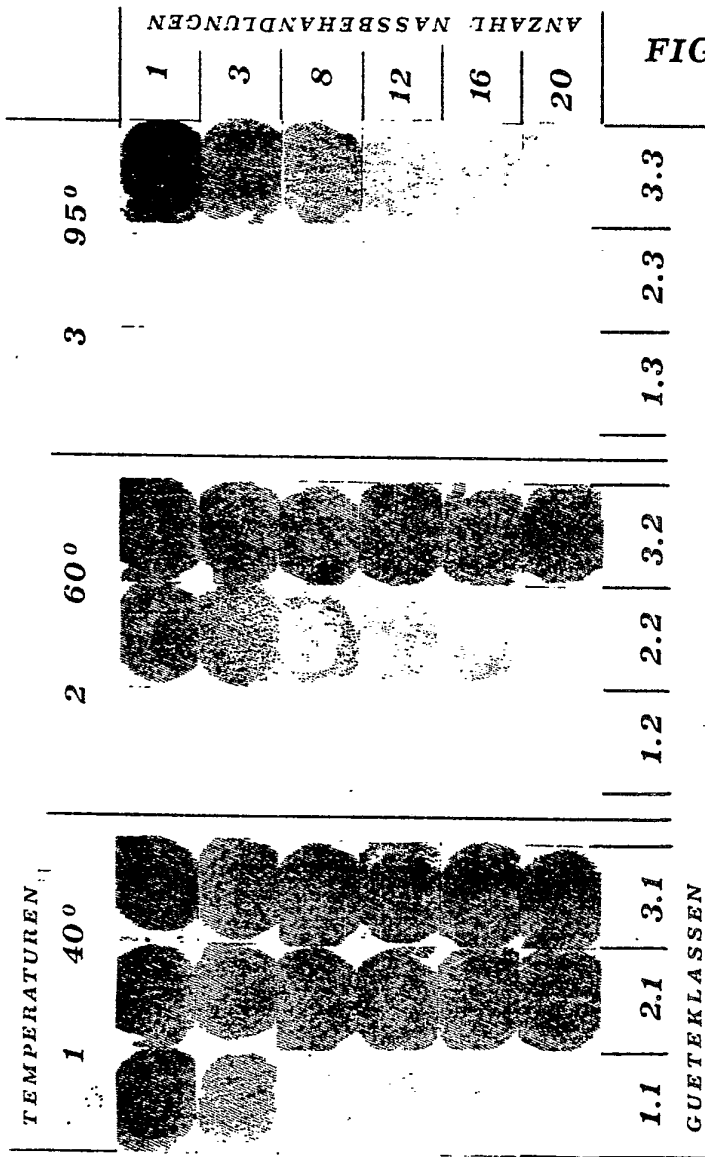 TEMPERATUREN
1 40° 2 60° 3 95°
1
3
8
12
16
20
ANZAHL NASSBEHANDLUNGEN
1.1 2.1 3.1 1.2 2.2 3.2 1.3 2.3 3.3
GUETEKLASSEN
FIG